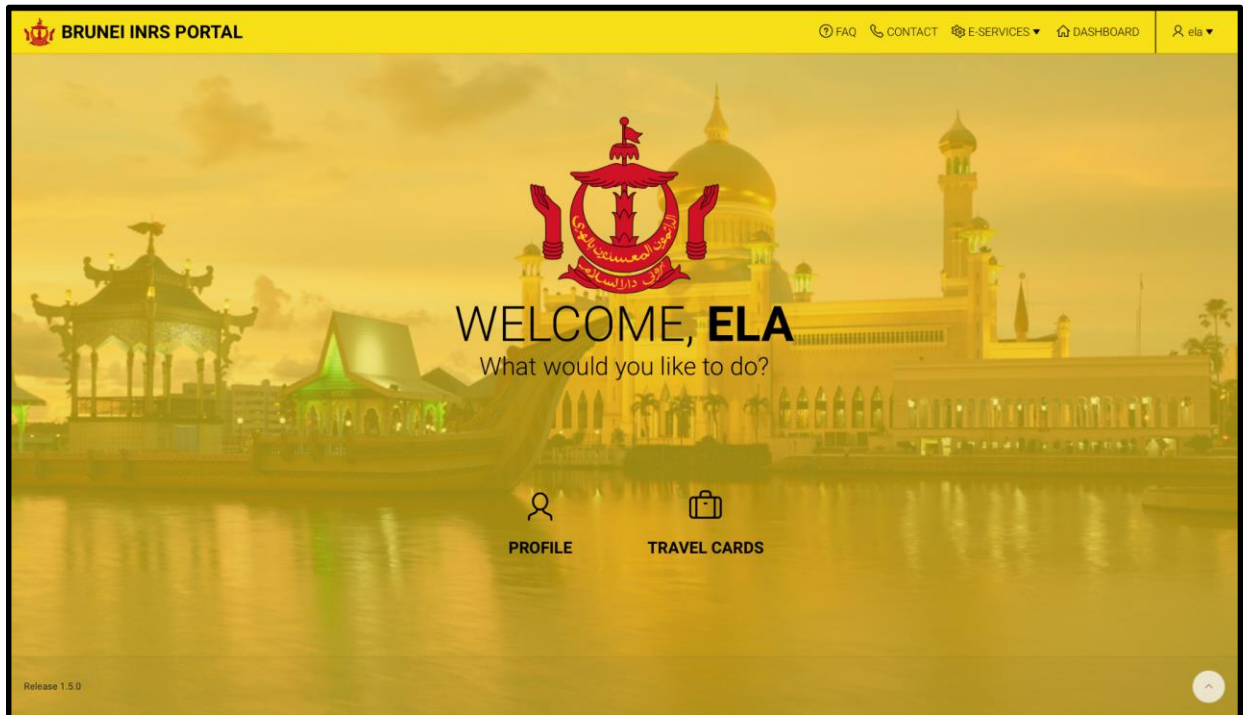 BRUNEI INRS PORTAL
FAQ CONTACT E-SERVICES DASHBOARD ela
WELCOME, ELA
What would you like to do?
PROFILE TRAVEL CARDS
Release 1.5.0